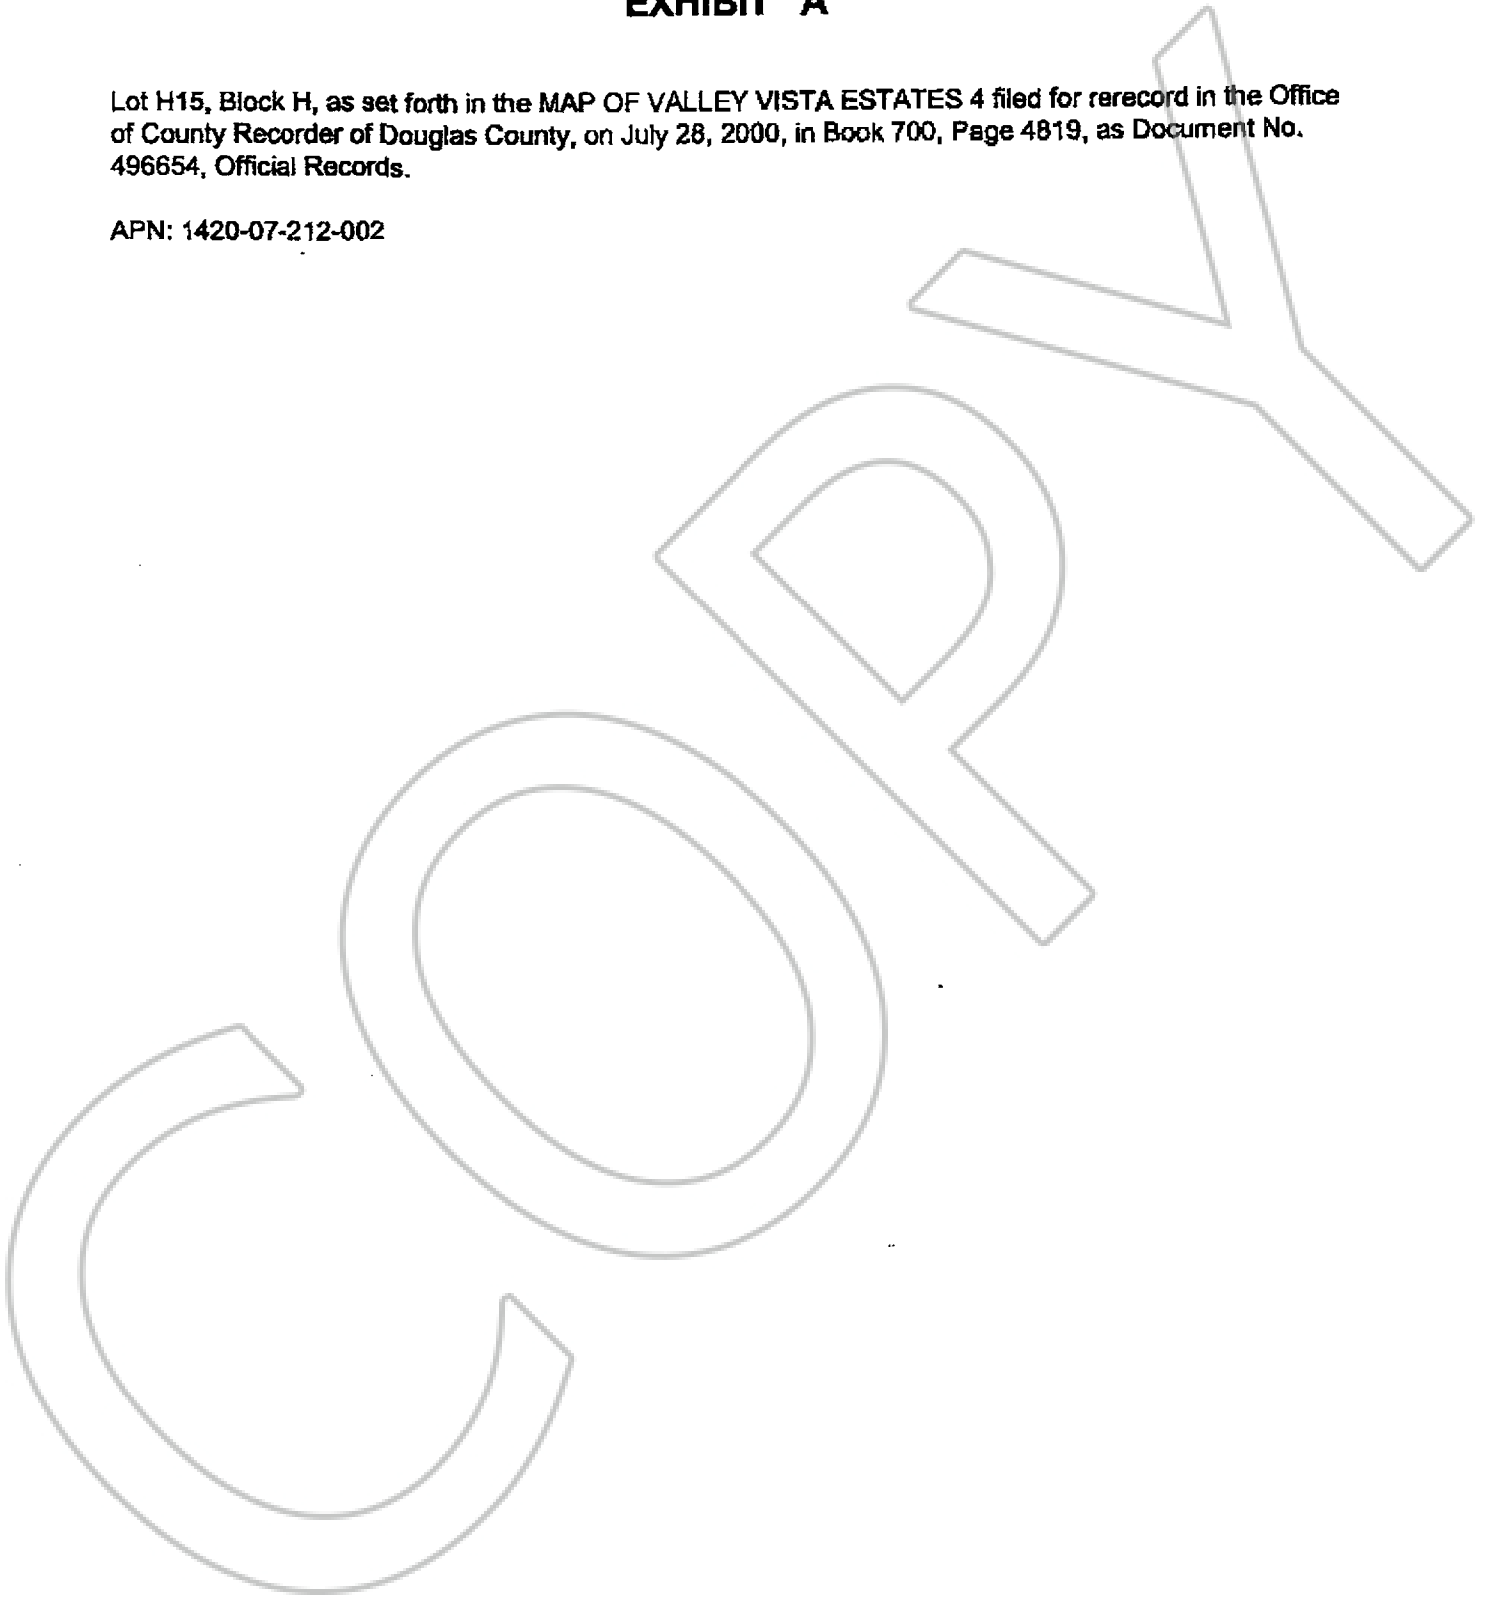 EXHIBIT "A"
Lot H15, Block H, as set forth in the MAP OF VALLEY VISTA ESTATES 4 filed for rerecord in the Office
of County Recorder of Douglas County, on July 28, 2000, in Book 700, Page 4819, as Document No.
496654, Official Records.
APN: 1420-07-212-002
COPY